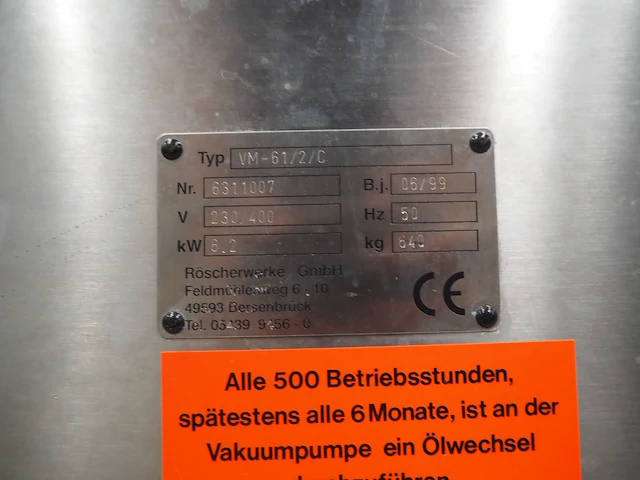 Typ VM-61/2/C
Nr. 6311007 B.j. 06/99
V 230/400 Hz 50
kW 6.2 kg 640
Röscherwerke GmbH
Feldmühlenweg 6 - 10
49593 Bersenbrück
Tel. 05439 9456-0
CE
Alle 500 Betriebsstunden,
spätestens alle 6 Monate, ist an der
Vakuumpumpe ein Ölwechsel
durchzuführen